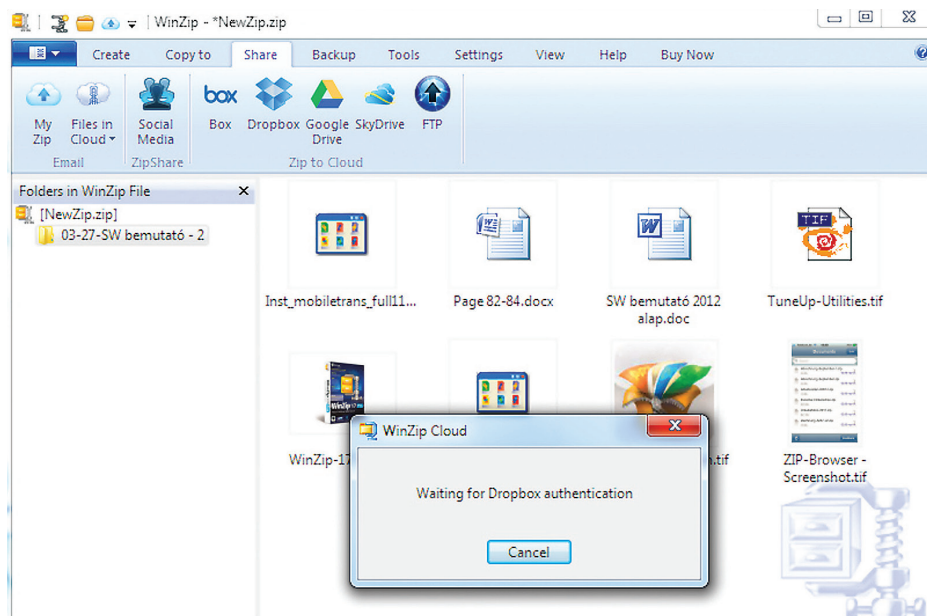 WinZip - *NewZip.zip
Create Copy to Share Backup Tools Settings View Help Buy Now
My Zip
Files in Cloud
Social Media
box
Box
Dropbox
Google Drive
SkyDrive
FTP
Email
ZipShare
Zip to Cloud
Folders in WinZip File
[NewZip.zip]
03-27-SW bemutató - 2
Inst_mobiletrans_full11...
Page 82-84.docx
SW bemutató 2012
alap.doc
TIF
TuneUp-Utilities.tif
WinZip
WinZip-17
n.tif
ZIP-Browser -
Screenshot.tif
WinZip Cloud
Waiting for Dropbox authentication
Cancel